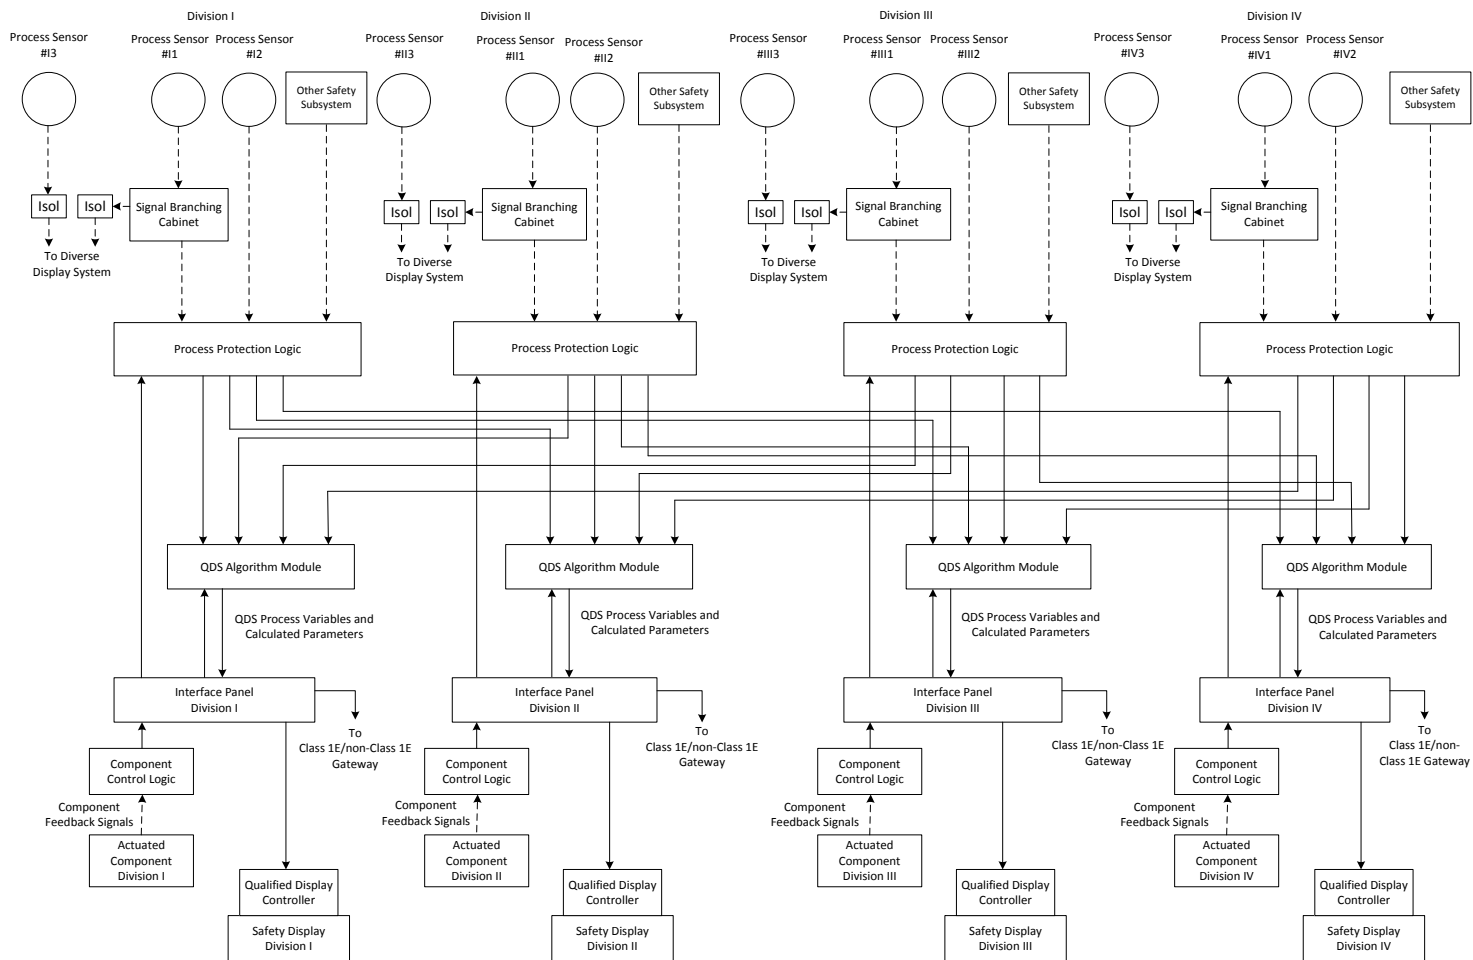 Division I
Division II
Division III
Division IV
Process Sensor
#I3
Process Sensor
#I1
Process Sensor
#I2
Process Sensor
#II3
Process Sensor
#II1
Process Sensor
#II2
Process Sensor
#III3
Process Sensor
#III1
Process Sensor
#III2
Process Sensor
#IV3
Process Sensor
#IV1
Process Sensor
#IV2
Other Safety
Subsystem
Other Safety
Subsystem
Other Safety
Subsystem
Other Safety
Subsystem
Isol
Isol
Signal Branching
Cabinet
Isol
Isol
Signal Branching
Cabinet
Isol
Isol
Signal Branching
Cabinet
Isol
Isol
Signal Branching
Cabinet
To Diverse
Display System
To Diverse
Display System
To Diverse
Display System
To Diverse
Display System
Process Protection Logic
Process Protection Logic
Process Protection Logic
Process Protection Logic
QDS Algorithm Module
QDS Algorithm Module
QDS Algorithm Module
QDS Algorithm Module
QDS Process Variables and
Calculated Parameters
QDS Process Variables and
Calculated Parameters
QDS Process Variables and
Calculated Parameters
QDS Process Variables and
Calculated Parameters
Interface Panel
Division I
Interface Panel
Division II
Interface Panel
Division III
Interface Panel
Division IV
To
Class 1E/non-Class 1E
Gateway
To
Class 1E/non-Class 1E
Gateway
To
Class 1E/non-Class 1E
Gateway
To
Class 1E/non-
Class 1E Gateway
Component
Control Logic
Component
Control Logic
Component
Control Logic
Component
Control Logic
Component
Feedback Signals
Component
Feedback Signals
Component
Feedback Signals
Component
Feedback Signals
Actuated
Component
Division I
Actuated
Component
Division II
Actuated
Component
Division III
Actuated
Component
Division IV
Qualified Display
Controller
Qualified Display
Controller
Qualified Display
Controller
Qualified Display
Controller
Safety Display
Division I
Safety Display
Division II
Safety Display
Division III
Safety Display
Division IV